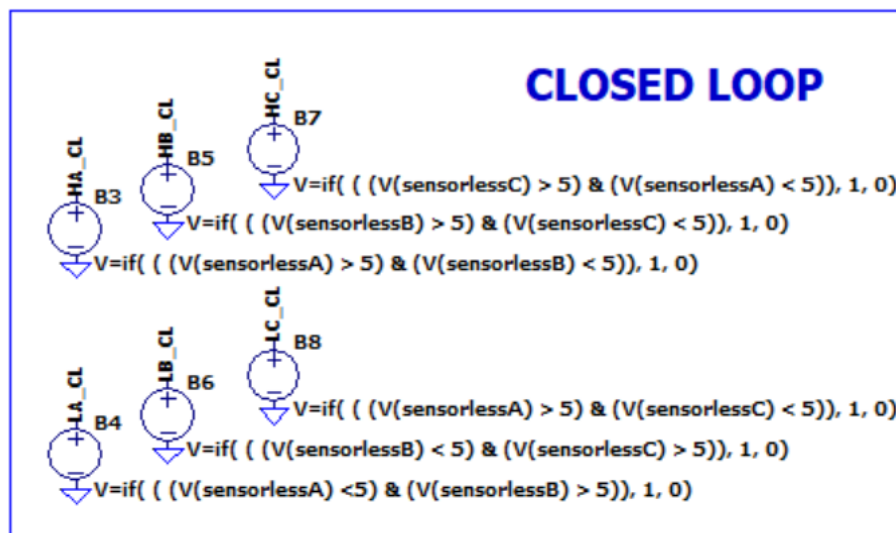 CLOSED LOOP
HC_CL
B7
V=if( ( (V(sensorlessC) > 5) & (V(sensorlessA) < 5)), 1, 0)
HB_CL
B5
V=if( ( (V(sensorlessB) > 5) & (V(sensorlessC) < 5)), 1, 0)
HA_CL
B3
V=if( ( (V(sensorlessA) > 5) & (V(sensorlessB) < 5)), 1, 0)
LC_CL
B8
V=if( ( (V(sensorlessA) > 5) & (V(sensorlessC) < 5)), 1, 0)
LB_CL
B6
V=if( ( (V(sensorlessB) < 5) & (V(sensorlessC) > 5)), 1, 0)
LA_CL
B4
V=if( ( (V(sensorlessA) <5) & (V(sensorlessB) > 5)), 1, 0)